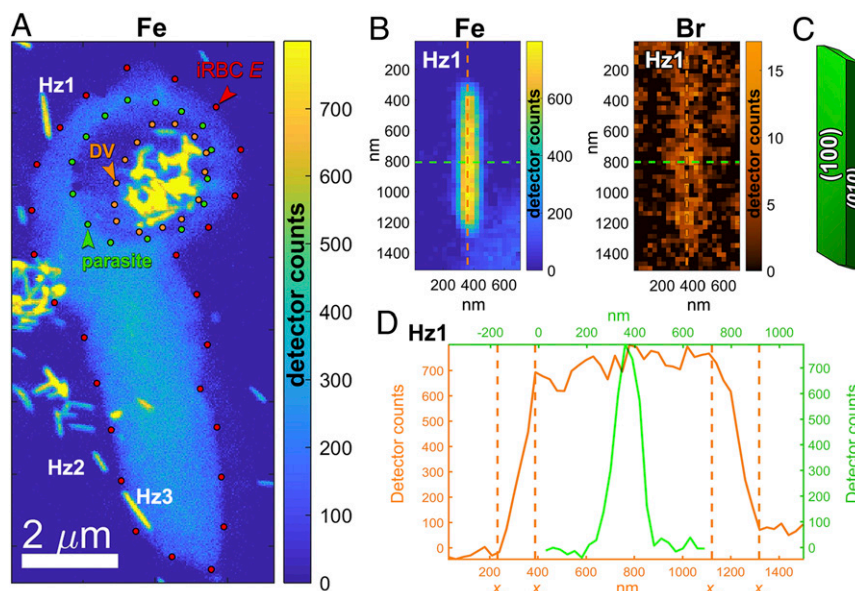 A
Fe
Hz1
iRBC E
DV
parasite
Hz2
Hz3
2 μm
700
600
500
400
300
200
100
0
detector counts
B
Fe
Hz1
200
400
600
800
1000
1200
1400
nm
200 400 600
nm
600
400
200
0
detector counts
Br
Hz1
200
400
600
800
1000
1200
1400
nm
200 400 600
nm
15
10
5
0
detector counts
C
(100)
(010)
D
Hz1
nm
-200 0 200 400 600 800 1000
Detector counts
700
600
500
400
300
200
100
0
700
600
500
400
300
200
100
0
Detector counts
200 400 600 800 1000 1200 1400
x x nm x x